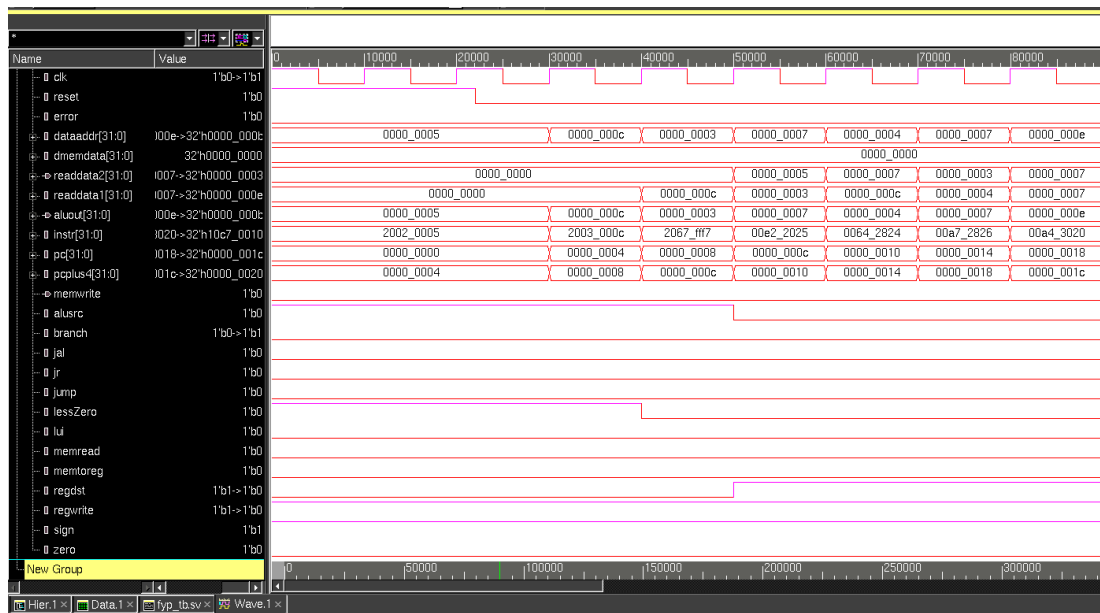 *
Name Value 0 10000 20000 30000 40000 50000 60000 70000 80000
clk 1'b0->1'b1
reset 1'b0
error 1'b0
dataaddr[31:0] 000e->32'h0000_000b 0000_0005 0000_000c 0000_0003 0000_0007 0000_0004 0000_0007 0000_000e
dmemdata[31:0] 32'h0000_0000 0000_0000
readdata2[31:0] 0007->32'h0000_0003 0000_0000 0000_0005 0000_0007 0000_0003 0000_0007
readdata1[31:0] 0007->32'h0000_000e 0000_0000 0000_000c 0000_0003 0000_000c 0000_0004 0000_0007
aluout[31:0] 000e->32'h0000_000b 0000_0005 0000_000c 0000_0003 0000_0007 0000_0004 0000_0007 0000_000e
instr[31:0] 3020->32'h10c7_0010 2002_0005 2003_000c 2067_fff7 00e2_2025 0064_2824 00a7_2826 00a4_3020
pc[31:0] 0018->32'h0000_001c 0000_0000 0000_0004 0000_0008 0000_000c 0000_0010 0000_0014 0000_0018
pcplus4[31:0] 001c->32'h0000_0020 0000_0004 0000_0008 0000_000c 0000_0010 0000_0014 0000_0018 0000_001c
memwrite 1'b0
alusrc 1'b0
branch 1'b0->1'b1
jal 1'b0
jr 1'b0
jump 1'b0
lessZero 1'b0
lui 1'b0
memread 1'b0
memtoreg 1'b0
regdst 1'b1->1'b0
regwrite 1'b1->1'b0
sign 1'b1
zero 1'b0
New Group 0 50000 100000 150000 200000 250000 300000
Hier.1 Data.1 fyp_tb.sv Wave.1